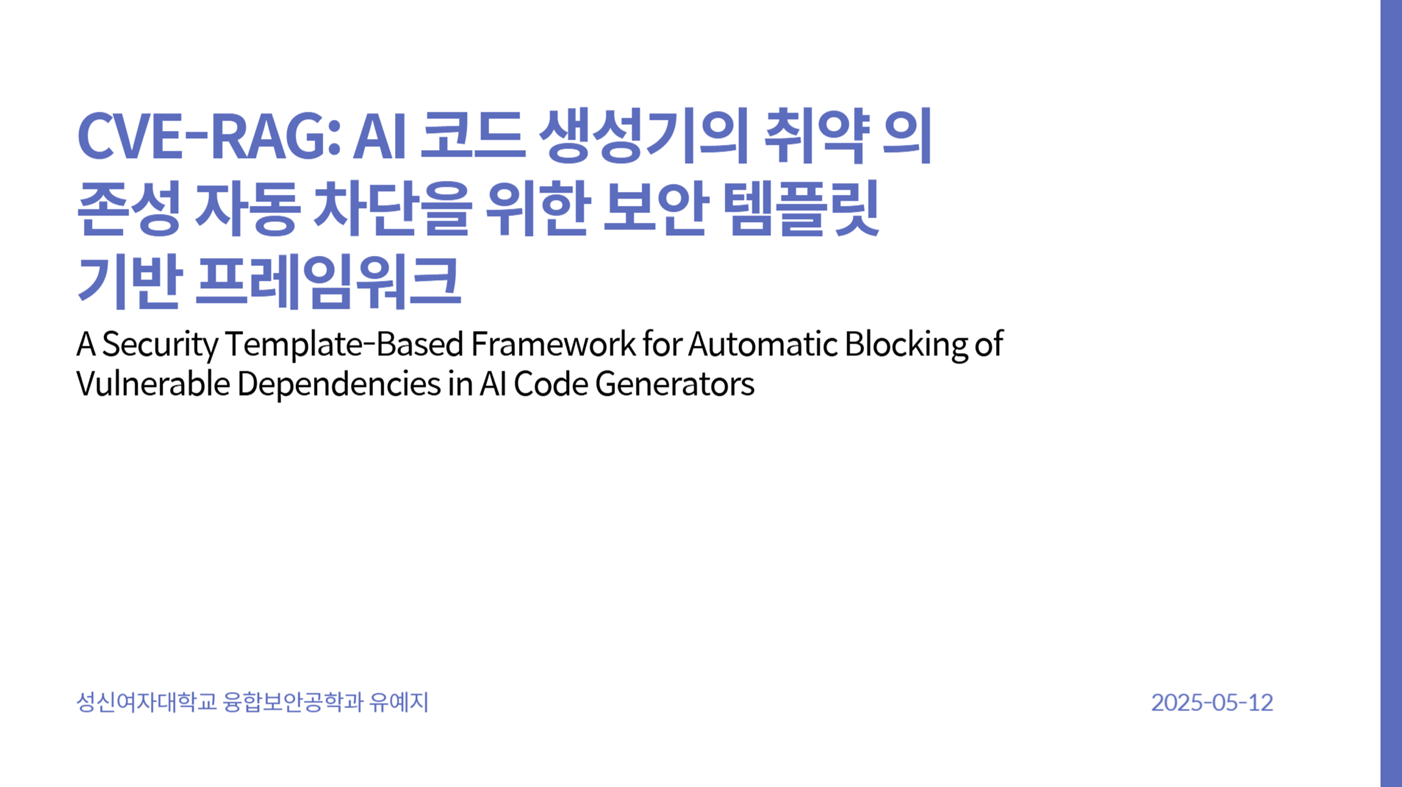 CVE-RAG: AI 코드 생성기의 취약 의
존성 자동 차단을 위한 보안 템플릿
기반 프레임워크
A Security Template-Based Framework for Automatic Blocking of
Vulnerable Dependencies in AI Code Generators
성신여자대학교 융합보안공학과 유예지
2025-05-12